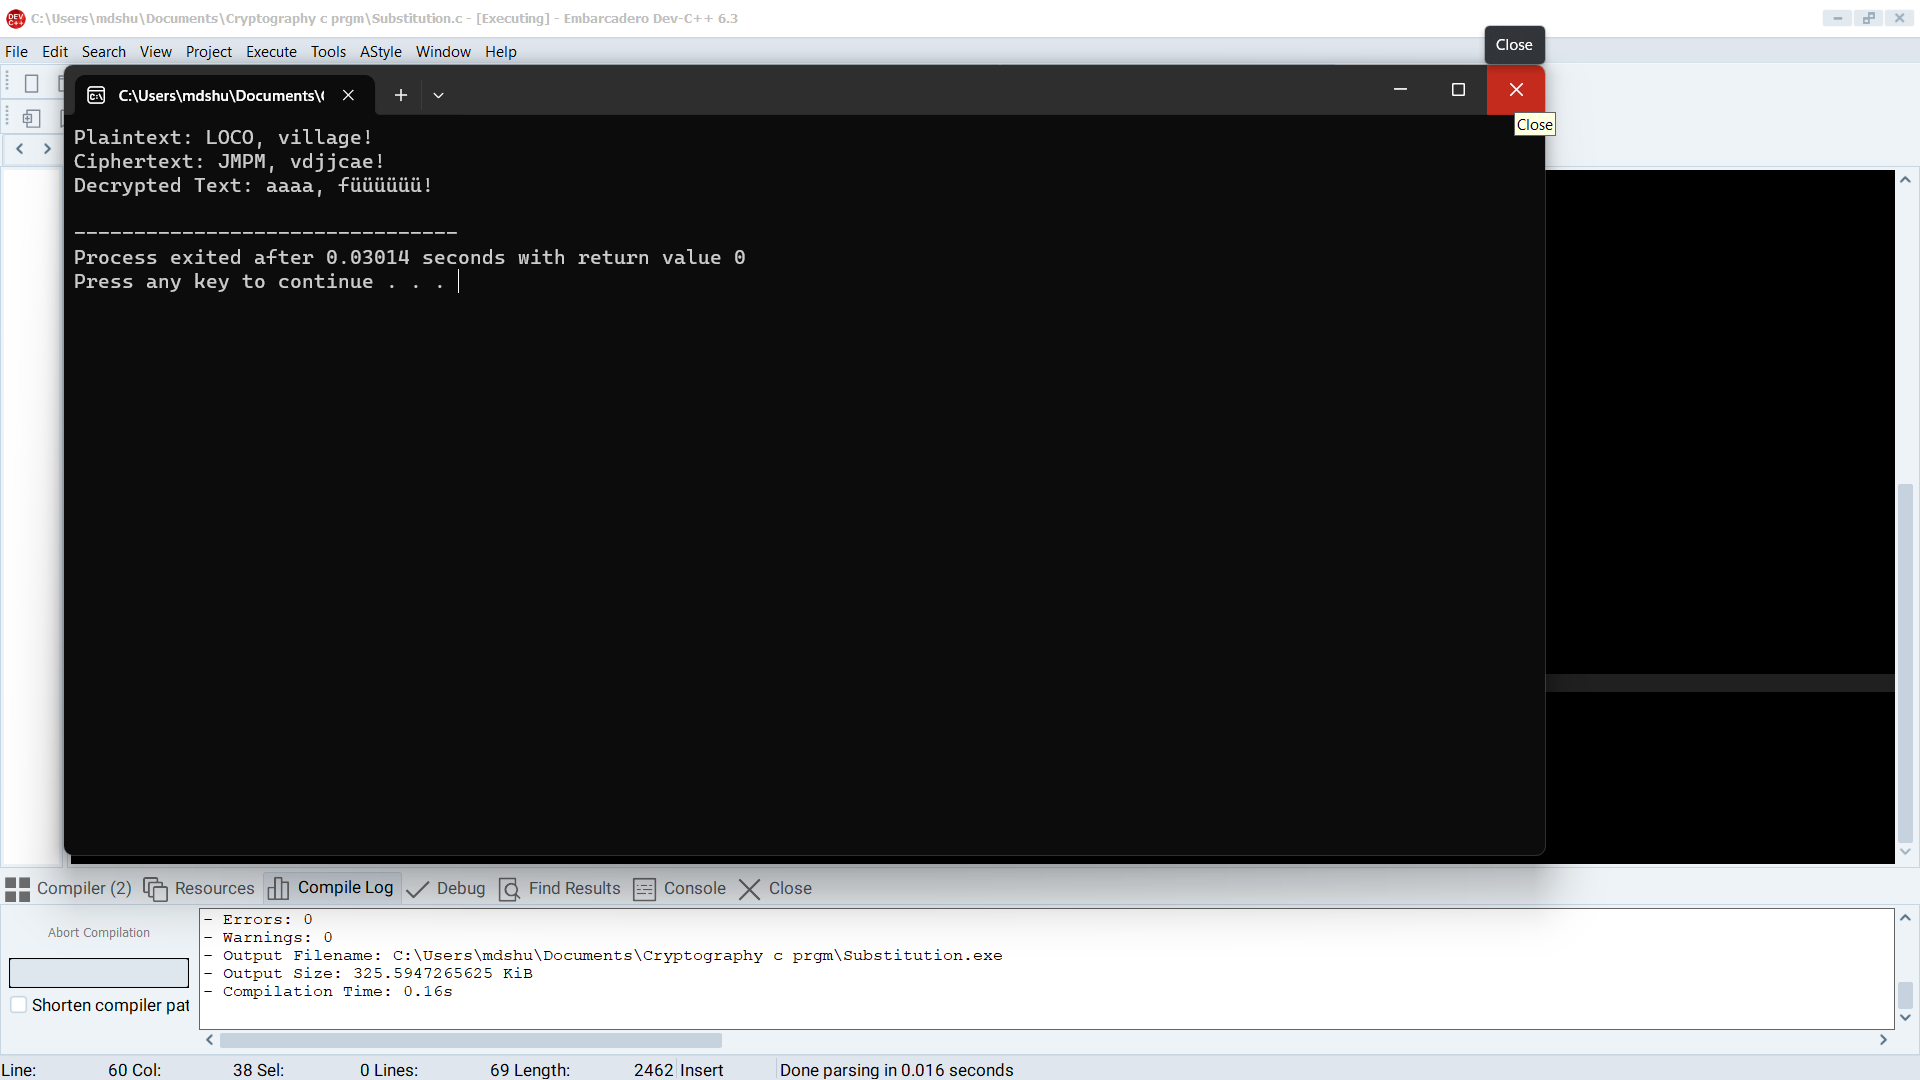 C:\Users\mdshu\Documents\Cryptography c prgm\Substitution.c - [Executing] - Embarcadero Dev-C++ 6.3
File Edit Search View Project Execute Tools AStyle Window Help
Close
C:\Users\mdshu\Documents\
Close
Plaintext: LOCO, village!
Ciphertext: JMPM, vdjjcae!
Decrypted Text: aaaa, füüüüüü!
--------------------------------
Process exited after 0.03014 seconds with return value 0
Press any key to continue . . .
Compiler (2) Resources Compile Log Debug Find Results Console Close
Abort Compilation
Shorten compiler pat
- Errors: 0
- Warnings: 0
- Output Filename: C:\Users\mdshu\Documents\Cryptography c prgm\Substitution.exe
- Output Size: 325.5947265625 KiB
- Compilation Time: 0.16s
Line: 60 Col: 38 Sel: 0 Lines: 69 Length: 2462 Insert Done parsing in 0.016 seconds